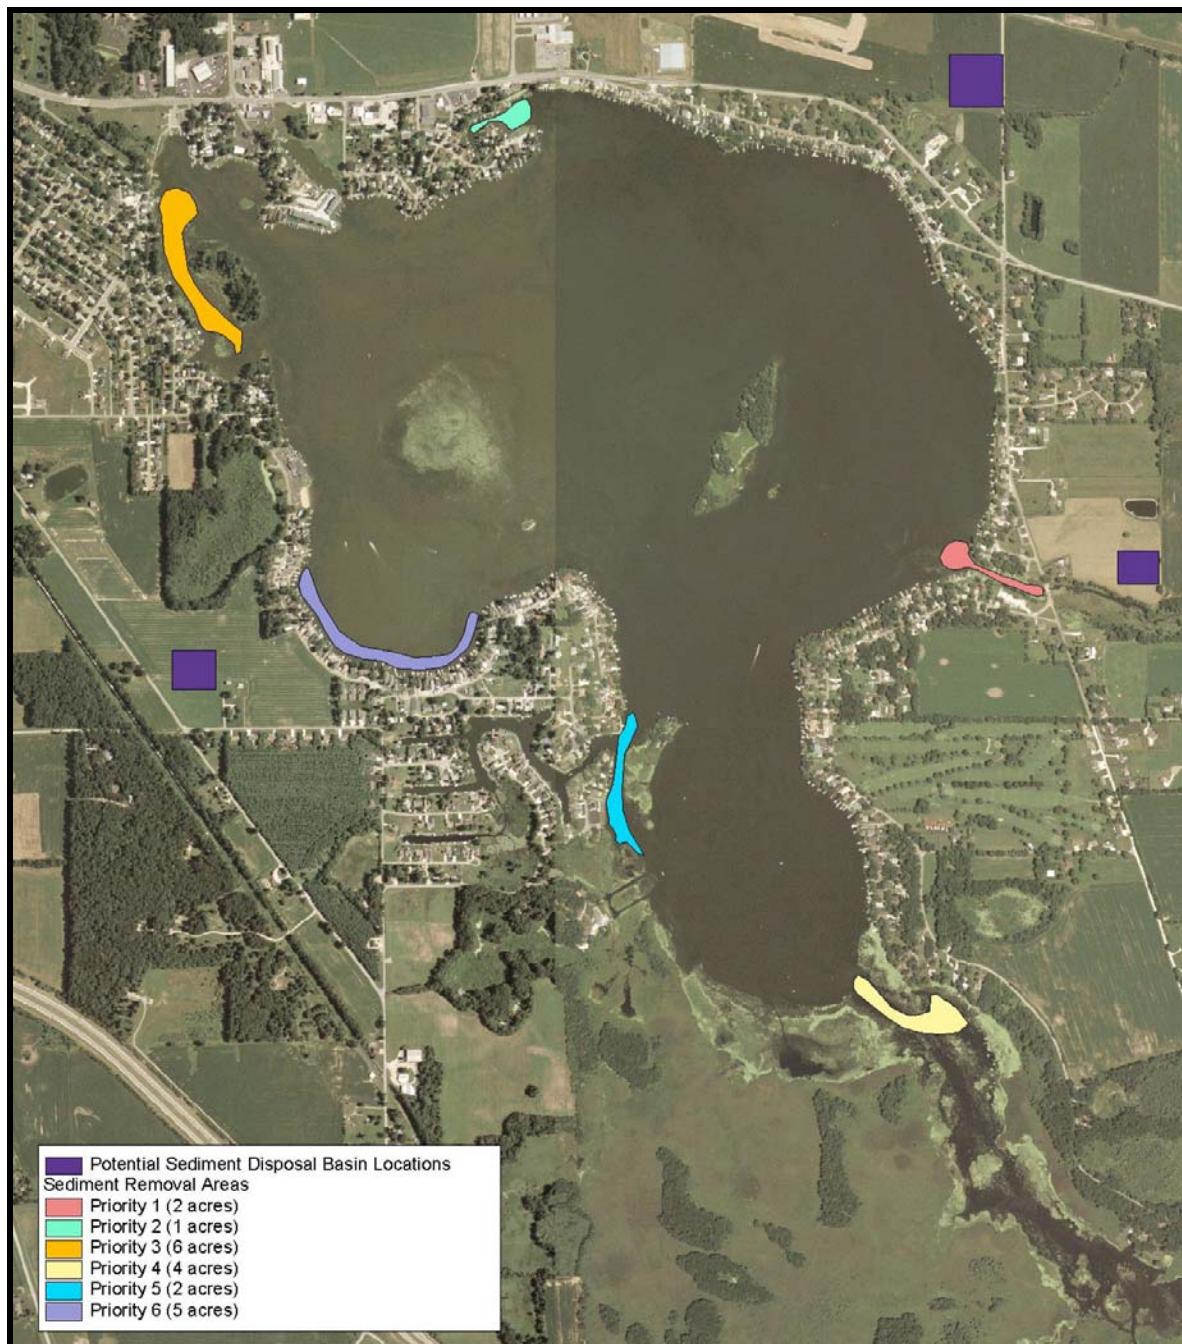 Potential Sediment Disposal Basin Locations
Sediment Removal Areas
Priority 1 (2 acres)
Priority 2 (1 acres)
Priority 3 (6 acres)
Priority 4 (4 acres)
Priority 5 (2 acres)
Priority 6 (5 acres)